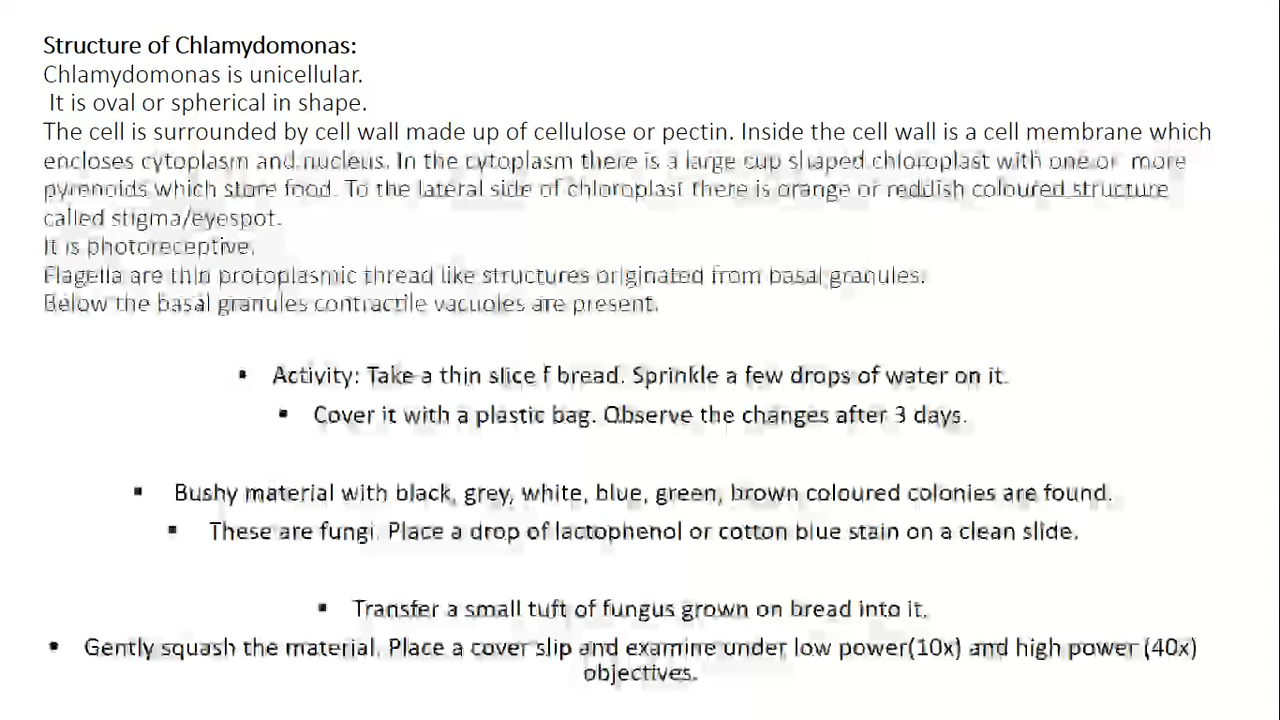 Structure of Chlamydomonas:
Chlamydomonas is unicellular.
It is oval or spherical in shape.
The cell is surrounded by cell wall made up of cellulose or pectin. Inside the cell wall is a cell membrane which
encloses cytoplasm and nucleus. In the cytoplasm there is a large cup shaped chloroplast with one or more
pyrenoids which store food. To the lateral side of chloroplast there is orange or reddish coloured structure
called stigma/eyespot.
It is photoreceptive.
Flagella are thin protoplasmic thread like structures originated from basal granules.
Below the basal granules contractile vacuoles are present.
▪ Activity: Take a thin slice f bread. Sprinkle a few drops of water on it.
▪ Cover it with a plastic bag. Observe the changes after 3 days.
▪ Bushy material with black, grey, white, blue, green, brown coloured colonies are found.
▪ These are fungi. Place a drop of lactophenol or cotton blue stain on a clean slide.
▪ Transfer a small tuft of fungus grown on bread into it.
▪ Gently squash the material. Place a cover slip and examine under low power(10x) and high power (40x)
objectives.